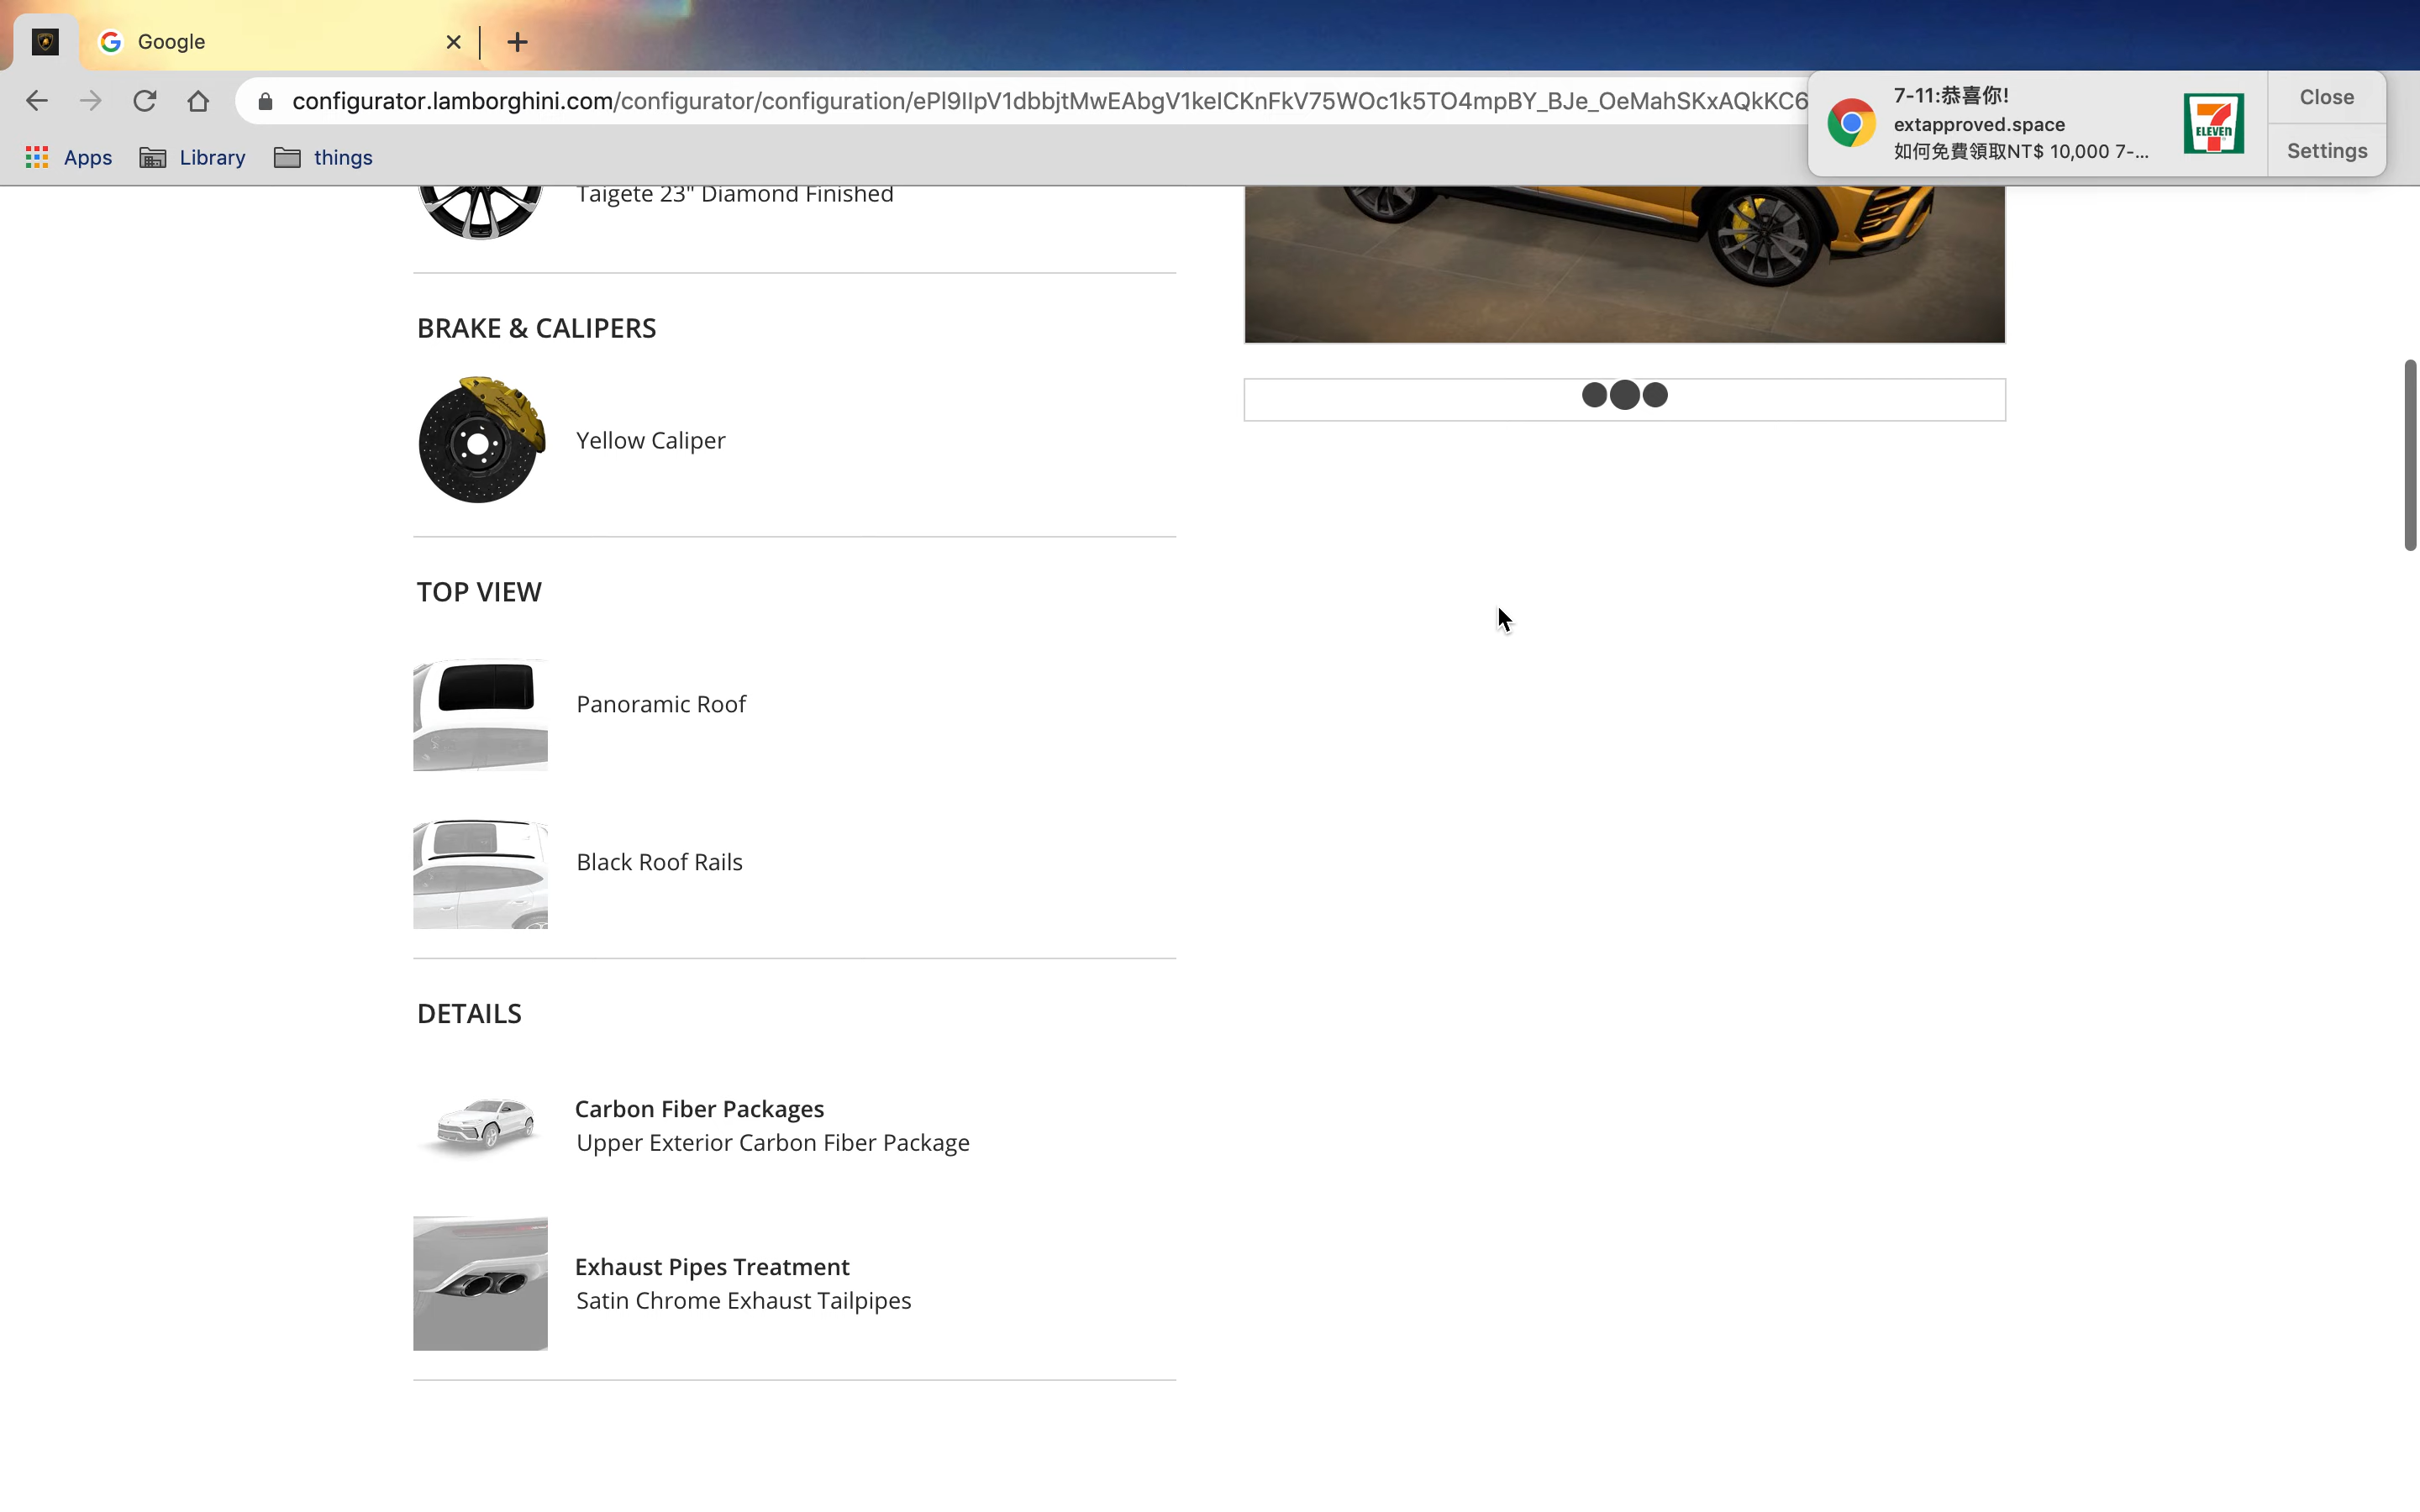 Google
configurator.lamborghini.com/configurator/configuration/ePl9IIpV1dbbjtMwEAbgV1keICKnFkV75WOc1k5TO4mpBY_BJe_OeMahSKxAQkKC6
7-11:恭喜你!
extapproved.space
如何免費領取NT$ 10,000 7-...
7
ELEVEN
Close
Settings
Apps
Library
things
Taigete 23" Diamond Finished
BRAKE & CALIPERS
Yellow Caliper
TOP VIEW
Panoramic Roof
Black Roof Rails
DETAILS
Carbon Fiber Packages
Upper Exterior Carbon Fiber Package
Exhaust Pipes Treatment
Satin Chrome Exhaust Tailpipes